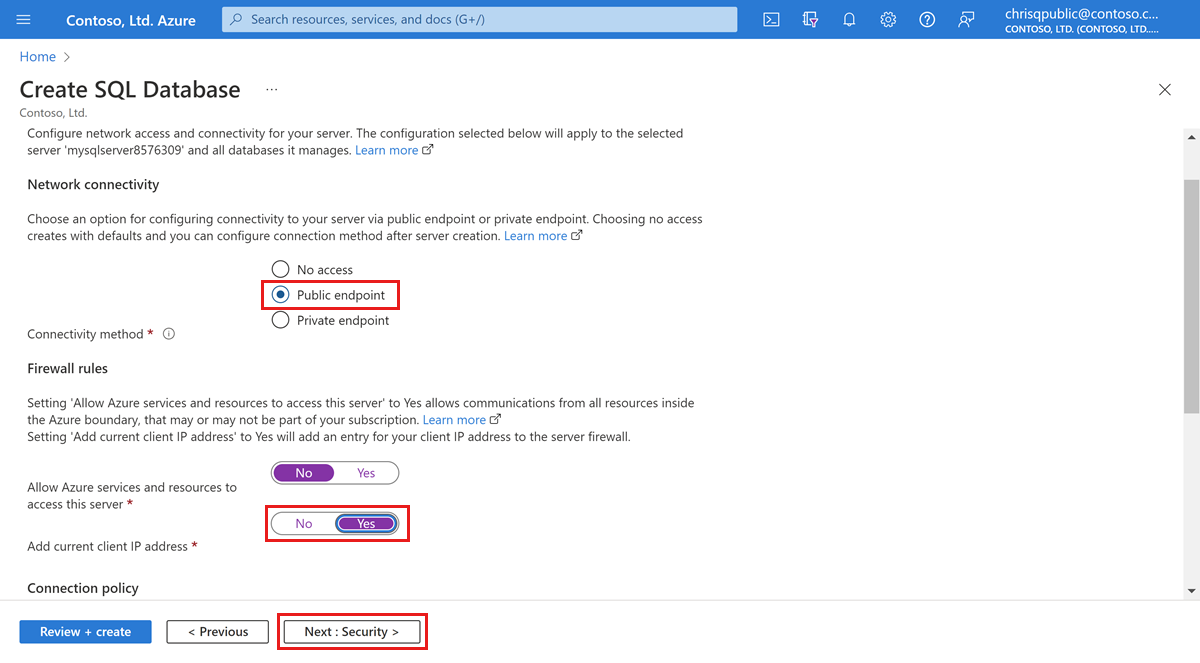 Contoso, Ltd. Azure
Search resources, services, and docs (G+/)
chrisqpublic@contoso.c...
CONTOSO, LTD. (CONTOSO, LTD....
Home >
Create SQL Database ...
Contoso, Ltd.
Configure network access and connectivity for your server. The configuration selected below will apply to the selected
server 'mysqlserver8576309' and all databases it manages. Learn more
Network connectivity
Choose an option for configuring connectivity to your server via public endpoint or private endpoint. Choosing no access
creates with defaults and you can configure connection method after server creation. Learn more
No access
Public endpoint
Private endpoint
Connectivity method *
Firewall rules
Setting 'Allow Azure services and resources to access this server' to Yes allows communications from all resources inside
the Azure boundary, that may or may not be part of your subscription. Learn more
Setting 'Add current client IP address' to Yes will add an entry for your client IP address to the server firewall.
No Yes
Allow Azure services and resources to
access this server *
No Yes
Add current client IP address *
Connection policy
Review + create
< Previous
Next : Security >